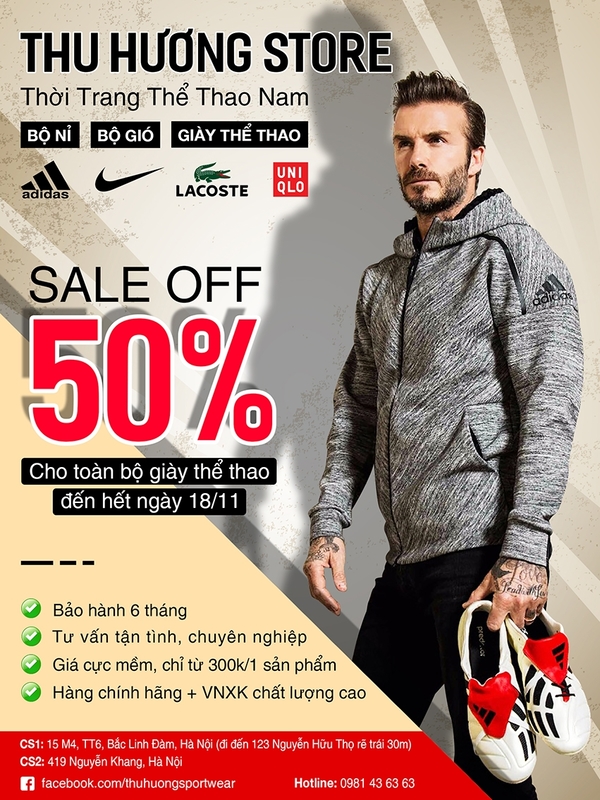 THU HƯƠNG STORE
Thời Trang Thể Thao Nam
BỘ NỈ BỘ GIÓ GIÀY THỂ THAO
adidas LACOSTE UNI QLO
SALE OFF
50%
adidas
Cho toàn bộ giày thể thao
đến hết ngày 18/11
Bảo hành 6 tháng
Tư vấn tận tình, chuyên nghiệp
Giá cực mềm, chỉ từ 300k/1 sản phẩm
Hàng chính hãng + VNXK chất lượng cao
CS1: 15 M4, TT6, Bắc Linh Đàm, Hà Nội (đi đến 123 Nguyễn Hữu Thọ rẽ trái 30m)
CS2: 419 Nguyễn Khang, Hà Nội
facebook.com/thuhuongsportwear Hotline: 0981 43 63 63